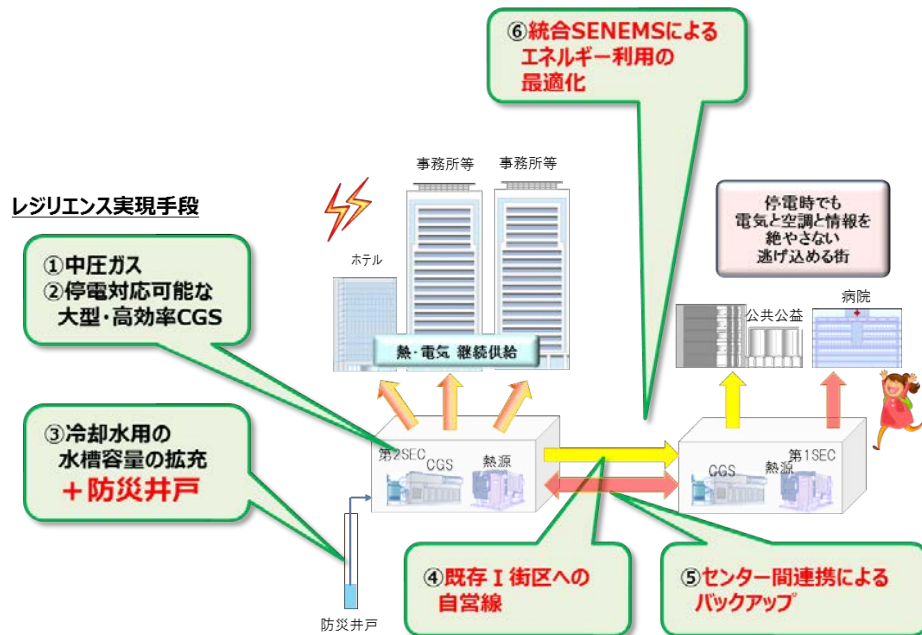 ⑥統合SENEMSによる
エネルギー利用の
最適化
事務所等
事務所等
レジリエンス実現手段
停電時でも
電気と空調と情報を
絶やさない
逃げ込める街
①中圧ガス
②停電対応可能な
大型・高効率CGS
ホテル
公共公益
病院
熱・電気 継続供給
③冷却水用の
水槽容量の拡充
＋防災井戸
第2SEC
CGS
熱源
第1SEC
CGS
熱源
④既存Ⅰ街区への
自営線
⑤センター間連携による
バックアップ
防災井戸